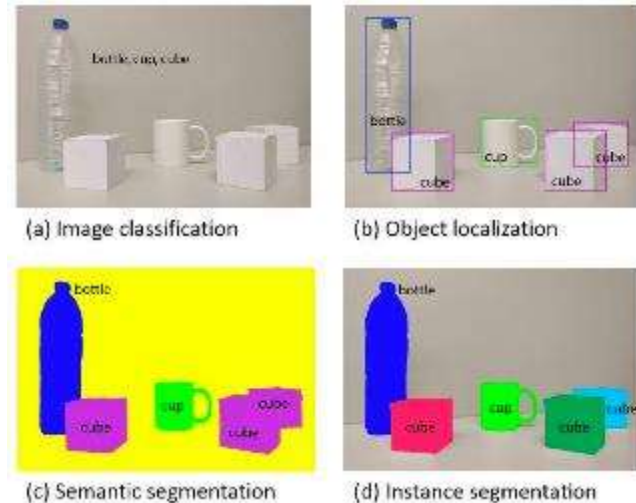 bottle, cup, cube
(a) Image classification
bottle
cup
cube
cube
cube
(b) Object localization
bottle
cube
cup
cube
cube
(c) Semantic segmentation
bottle
cube
cup
cube
cube
(d) Instance segmentation